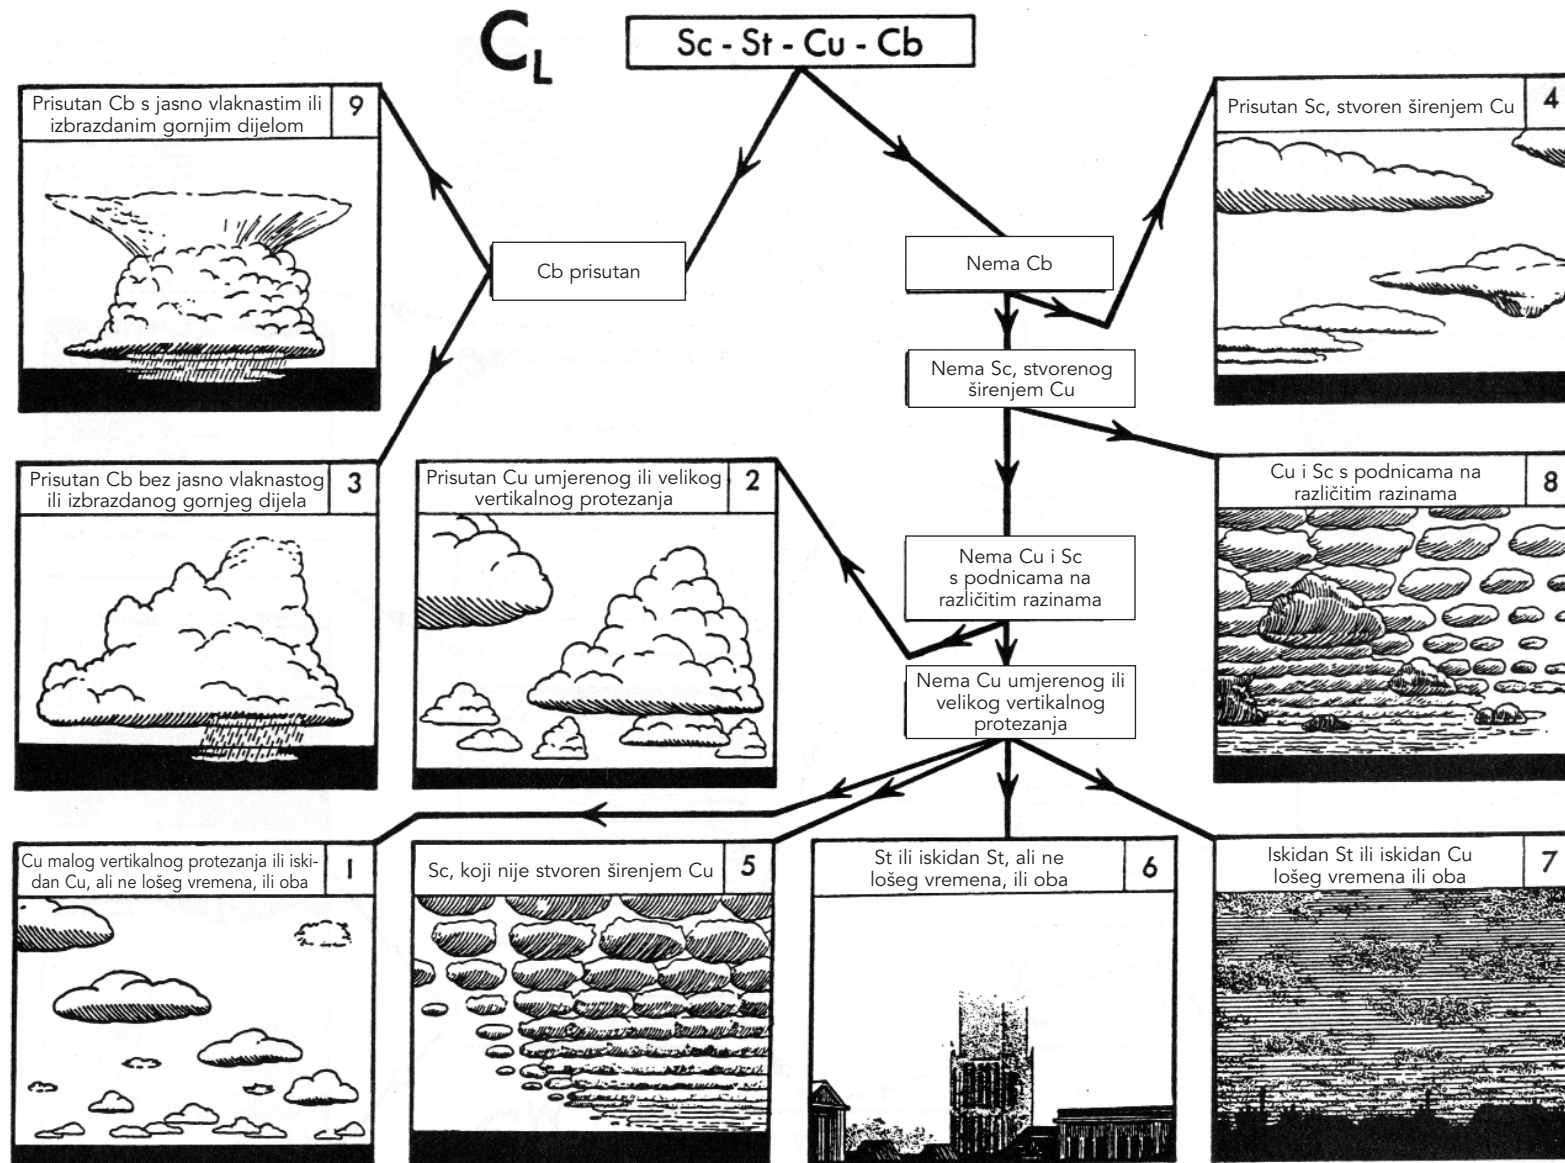 C_L
Sc - St - Cu - Cb
Prisutan Cb s jasno vlaknastim ili
izbrazdanim gornjim dijelom
9
Prisutan Sc, stvoren širenjem Cu
4
Cb prisutan
Nema Cb
Nema Sc, stvorenog
širenjem Cu
Prisutan Cb bez jasno vlaknastog
ili izbrazdanog gornjeg dijela
3
Prisutan Cu umjerenog ili velikog
vertikalnog protezanja
2
Cu i Sc s podnicama na
različitim razinama
8
Nema Cu i Sc
s podnicama na
različitim razinama
Nema Cu umjerenog ili
velikog vertikalnog
protezanja
Cu malog vertikalnog protezanja ili iski-
dan Cu, ali ne lošeg vremena, ili oba
1
Sc, koji nije stvoren širenjem Cu
5
St ili iskidan St, ali ne
lošeg vremena, ili oba
6
Iskidan St ili iskidan Cu
lošeg vremena ili oba
7